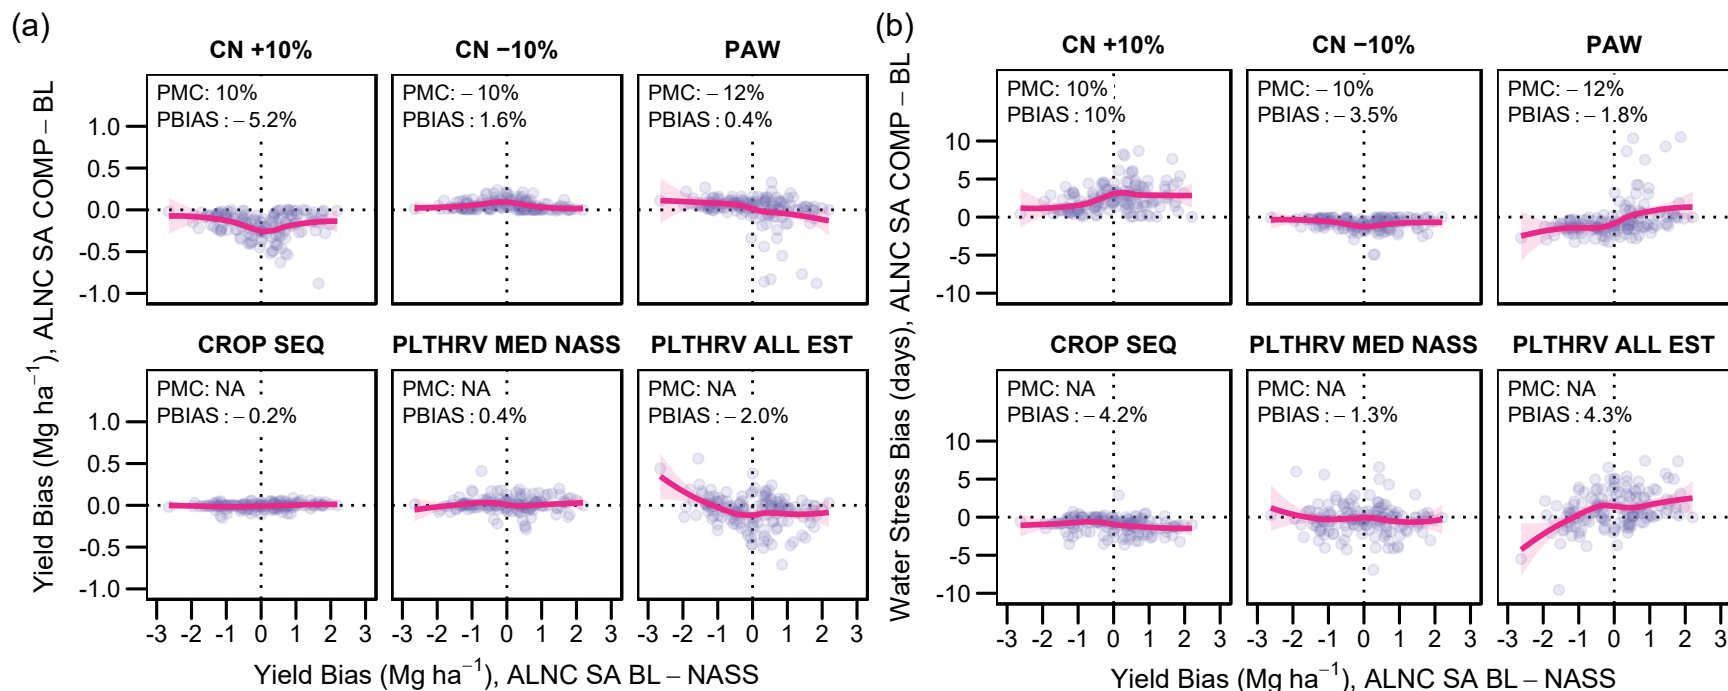 (a)
CN +10%
CN −10%
PAW
PMC: 10%
PBIAS : − 5.2%
PMC: − 10%
PBIAS : 1.6%
PMC: − 12%
PBIAS : 0.4%
1.0
0.5
0.0
-0.5
-1.0
CROP SEQ
PLTHRV MED NASS
PLTHRV ALL EST
PMC: NA
PBIAS : − 0.2%
PMC: NA
PBIAS : 0.4%
PMC: NA
PBIAS : − 2.0%
1.0
0.5
0.0
-0.5
-1.0
-3 -2 -1 0 1 2 3
-3 -2 -1 0 1 2 3
-3 -2 -1 0 1 2 3
Yield Bias (Mg ha⁻¹), ALNC SA COMP − BL
Yield Bias (Mg ha⁻¹), ALNC SA BL − NASS
(b)
CN +10%
CN −10%
PAW
PMC: 10%
PBIAS : 10%
PMC: − 10%
PBIAS : − 3.5%
PMC: − 12%
PBIAS : − 1.8%
10
5
0
-5
-10
CROP SEQ
PLTHRV MED NASS
PLTHRV ALL EST
PMC: NA
PBIAS : − 4.2%
PMC: NA
PBIAS : − 1.3%
PMC: NA
PBIAS : 4.3%
10
5
0
-5
-10
-3 -2 -1 0 1 2 3
-3 -2 -1 0 1 2 3
-3 -2 -1 0 1 2 3
Water Stress Bias (days), ALNC SA COMP − BL
Yield Bias (Mg ha⁻¹), ALNC SA BL − NASS